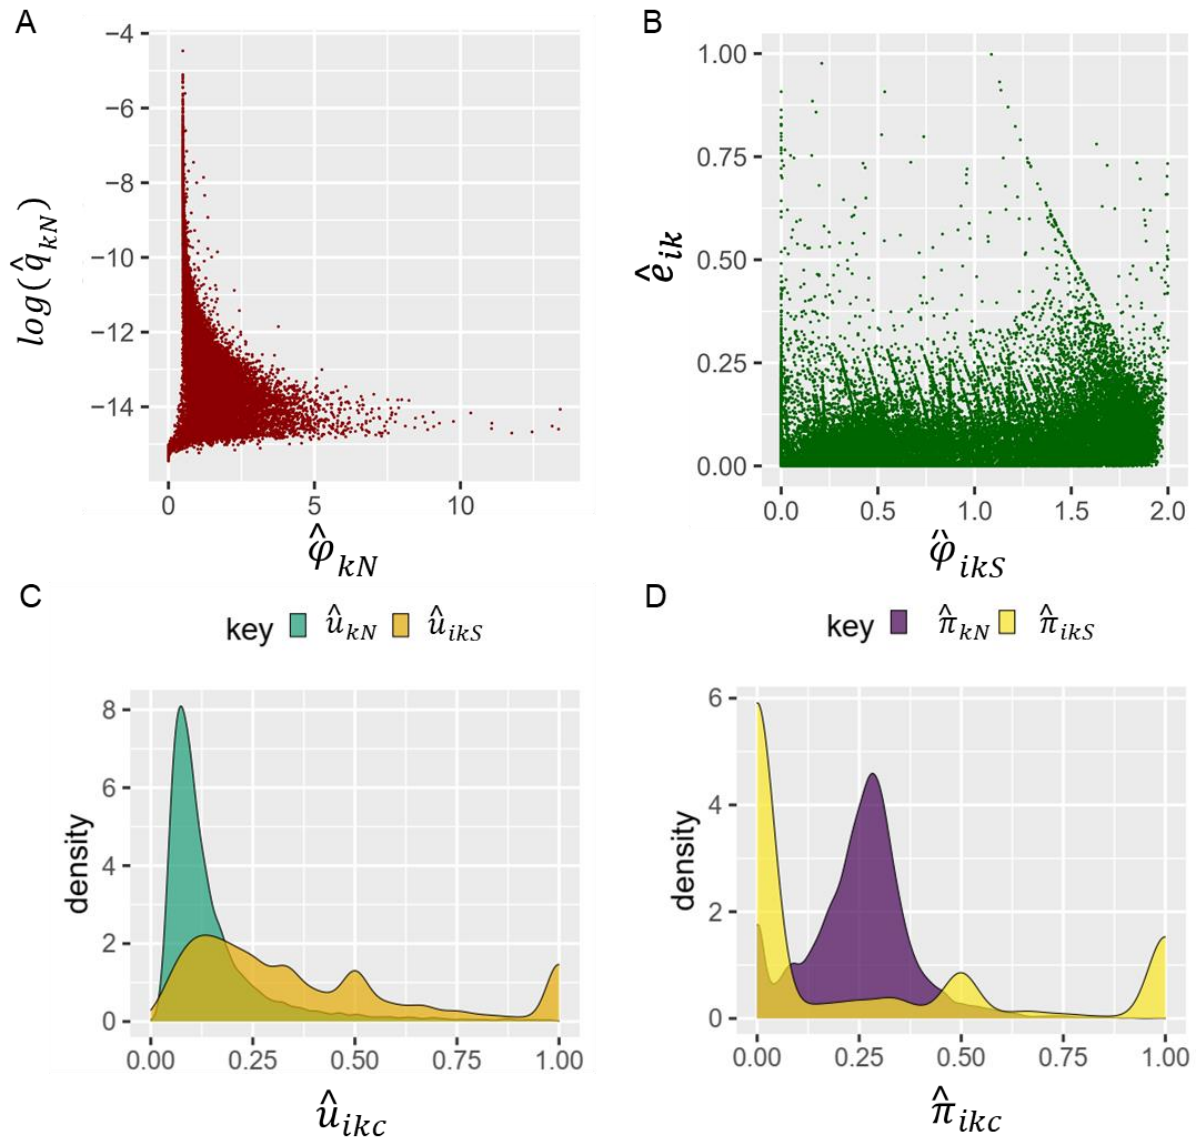 A
−4
−6
−8
−10
−12
−14
log(q̂kN)
0 5 10
φ̂kN
B
1.00
0.75
0.50
0.25
0.00
êik
0.0 0.5 1.0 1.5 2.0
φ̂ikS
C
key ûkN ûikS
8
6
4
2
0
density
0.00 0.25 0.50 0.75 1.00
ûikc
D
key π̂kN π̂ikS
6
4
2
0
density
0.00 0.25 0.50 0.75 1.00
π̂ikc